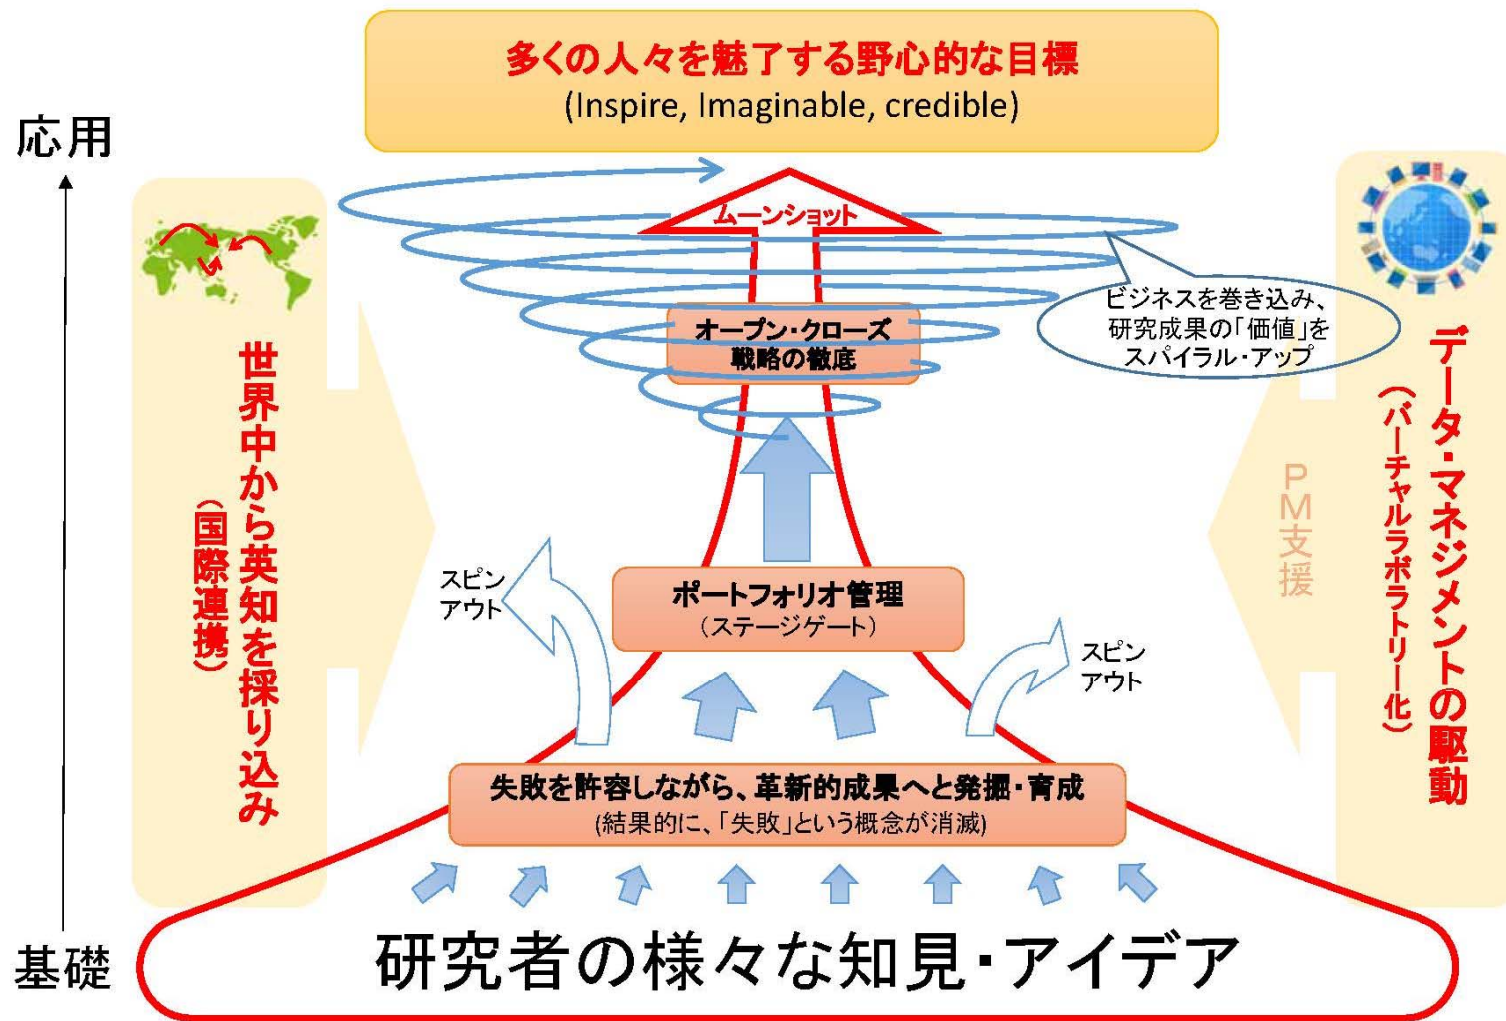 多くの人々を魅了する野心的な目標
(Inspire, Imaginable, credible)
応用
ムーンショット
ビジネスを巻き込み、
研究成果の「価値」を
スパイラル・アップ
オープン・クローズ
戦略の徹底
世界中から英知を採り込み
（国際連携）
データ・マネジメントの駆動
（バーチャルラボラトリー化）
ＰＭ支援
スピン
アウト
ポートフォリオ管理
（ステージゲート）
スピン
アウト
失敗を許容しながら、革新的成果へと発掘・育成
(結果的に、「失敗」という概念が消滅)
基礎
研究者の様々な知見・アイデア